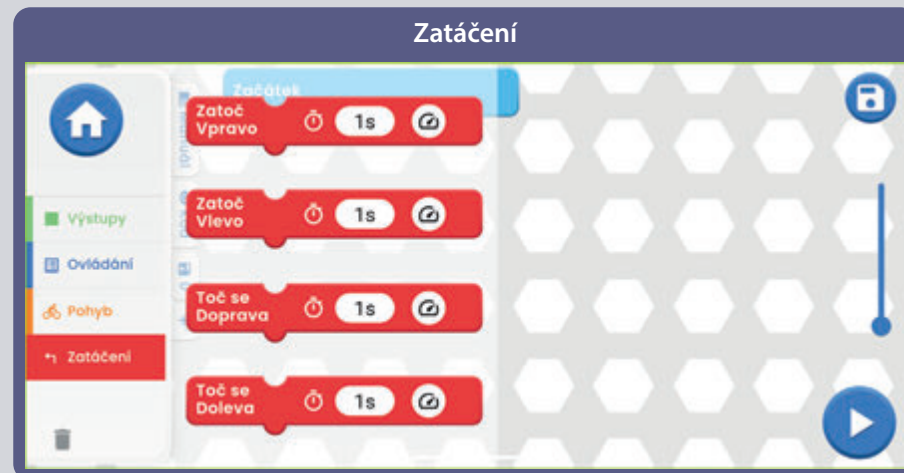 Zatáčení
Začátek
Zatoč
Vpravo
1s
Zatoč
Vlevo
1s
Toč se
Doprava
1s
Toč se
Doleva
1s
Výstupy
Ovládání
Pohyb
Zatáčení